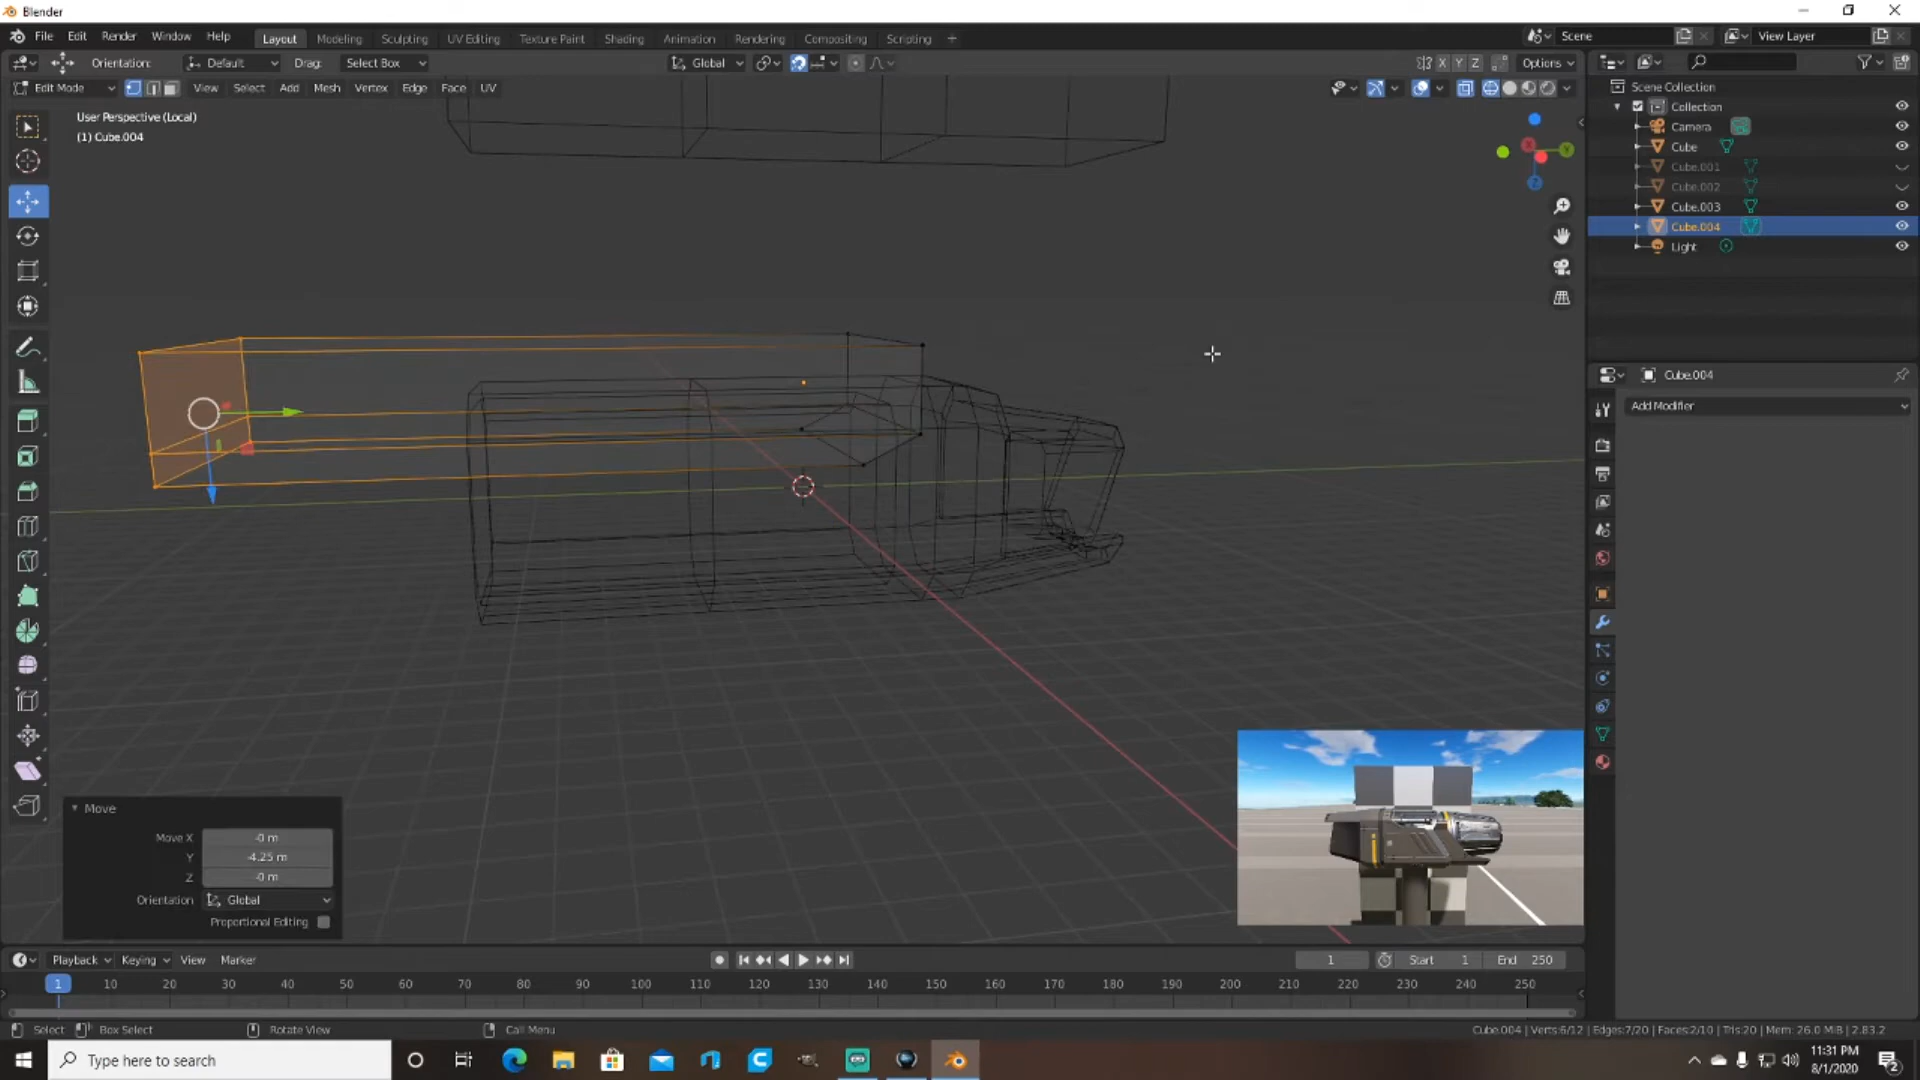 Blender
File Edit Render Window Help Layout Modeling Sculpting UV Editing Texture Paint Shading Animation Rendering Compositing Scripting + Scene View Layer
Orientation: Default Drag: Select Box Global X Y Z Options
Edit Mode View Select Add Mesh Vertex Edge Face UV
User Perspective (Local)
(1) Cube.004
Scene Collection
Collection
Camera
Cube
Cube.001
Cube.002
Cube.003
Cube.004
Light
Cube.004
Add Modifier
Move
Move X -0 m
Y -4.25 m
Z -0 m
Orientation Global
Proportional Editing
Playback Keying View Marker 1 Start 1 End 250
1 10 20 30 40 50 60 70 80 90 100 110 120 130 140 150 160 170 180 190 200 210 220 230 240 250
Select Box Select Rotate View Call Menu Cube.004 | Verts:6/12 | Edges:7/20 | Faces:2/10 | Tris:20 | Mem: 26.0 MiB | 2.83.2
Type here to search
11:31 PM
8/1/2020
2